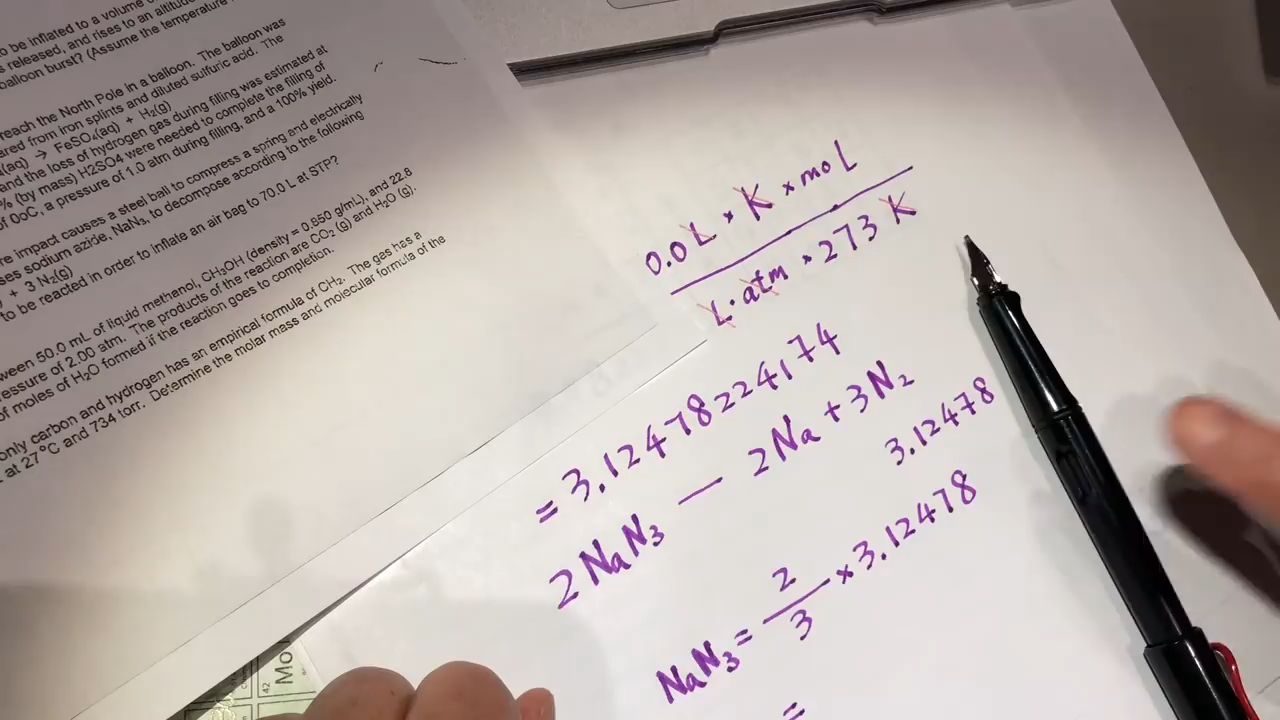 to be inflated to a volume
released, and rises to an altitude
balloon burst? (Assume the temperature
reach the North Pole in a balloon. The balloon was
ared from iron splints and diluted sulfuric acid. The
(aq) → FeSO₄(aq) + H₂(g)
and the loss of hydrogen gas during filling was estimated at
% (by mass) H2SO4 were needed to complete the filling of
of 0oC, a pressure of 1.0 atm during filling, and a 100% yield.
re impact causes a steel ball to compress a spring and electrically
ses sodium azide, NaN₃, to decompose according to the following
+ 3 N₂(g)
to be reacted in order to inflate an air bag to 70.0 L at STP?
ween 50.0 mL of liquid methanol, CH₃OH (density = 0.850 g/mL), and 22.8
essure of 2.00 atm. The products of the reaction are CO₂ (g) and H₂O (g).
of moles of H₂O formed if the reaction goes to completion.
only carbon and hydrogen has an empirical formula of CH₂. The gas has a
at 27°C and 734 torr. Determine the molar mass and molecular formula of the
0.0 L × K × mol
L · atm × 273 K
= 3.124782224174
2NaN₃ — 2Na + 3N₂
3.12478
NaN₃ = 2/3 × 3.12478
=
42
Mo